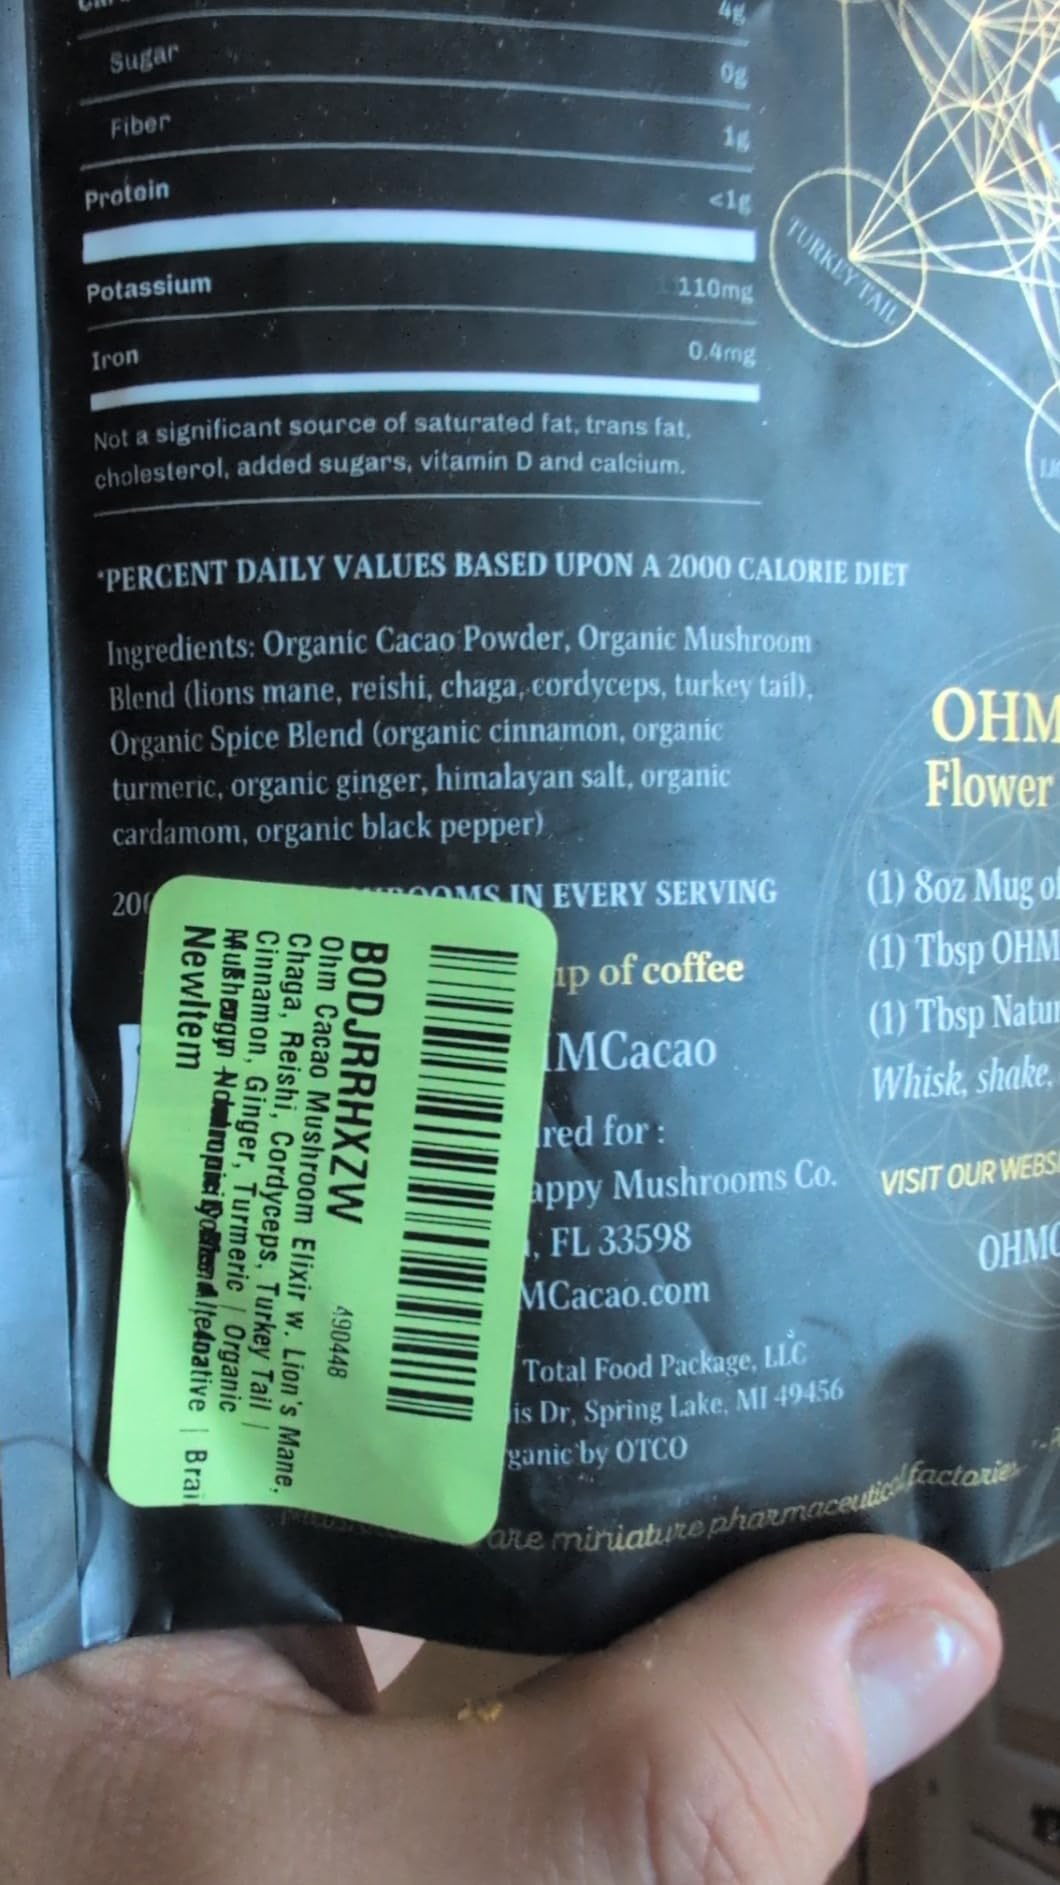 4g
Sugar 0g
Fiber 1g
Protein <1g
Potassium 110mg
Iron 0.4mg
Not a significant source of saturated fat, trans fat,
cholesterol, added sugars, vitamin D and calcium.
*PERCENT DAILY VALUES BASED UPON A 2000 CALORIE DIET
Ingredients: Organic Cacao Powder, Organic Mushroom
Blend (lions mane, reishi, chaga, cordyceps, turkey tail),
Organic Spice Blend (organic cinnamon, organic
turmeric, organic ginger, himalayan salt, organic
cardamom, organic black pepper)
IN EVERY SERVING
of coffee
MCacao
for :
appy Mushrooms Co.
, FL 33598
MCacao.com
Total Food Package, LLC
is Dr, Spring Lake, MI 49456
ganic by OTCO
are miniature pharmaceutical factories
B0DJRRHXZW
Ohm Cacao Mushroom Elixir w. Lion's Mane,
490448
Chaga, Reishi, Cordyceps, Turkey Tail |
Cinnamon, Ginger, Turmeric | Organic
| Brai
NewItem
TURKEY TAIL
OHM
Flower
(1) 8oz Mug of
(1) Tbsp OHM
(1) Tbsp Natur
Whisk, shake,
VISIT OUR WEBS
OHMC